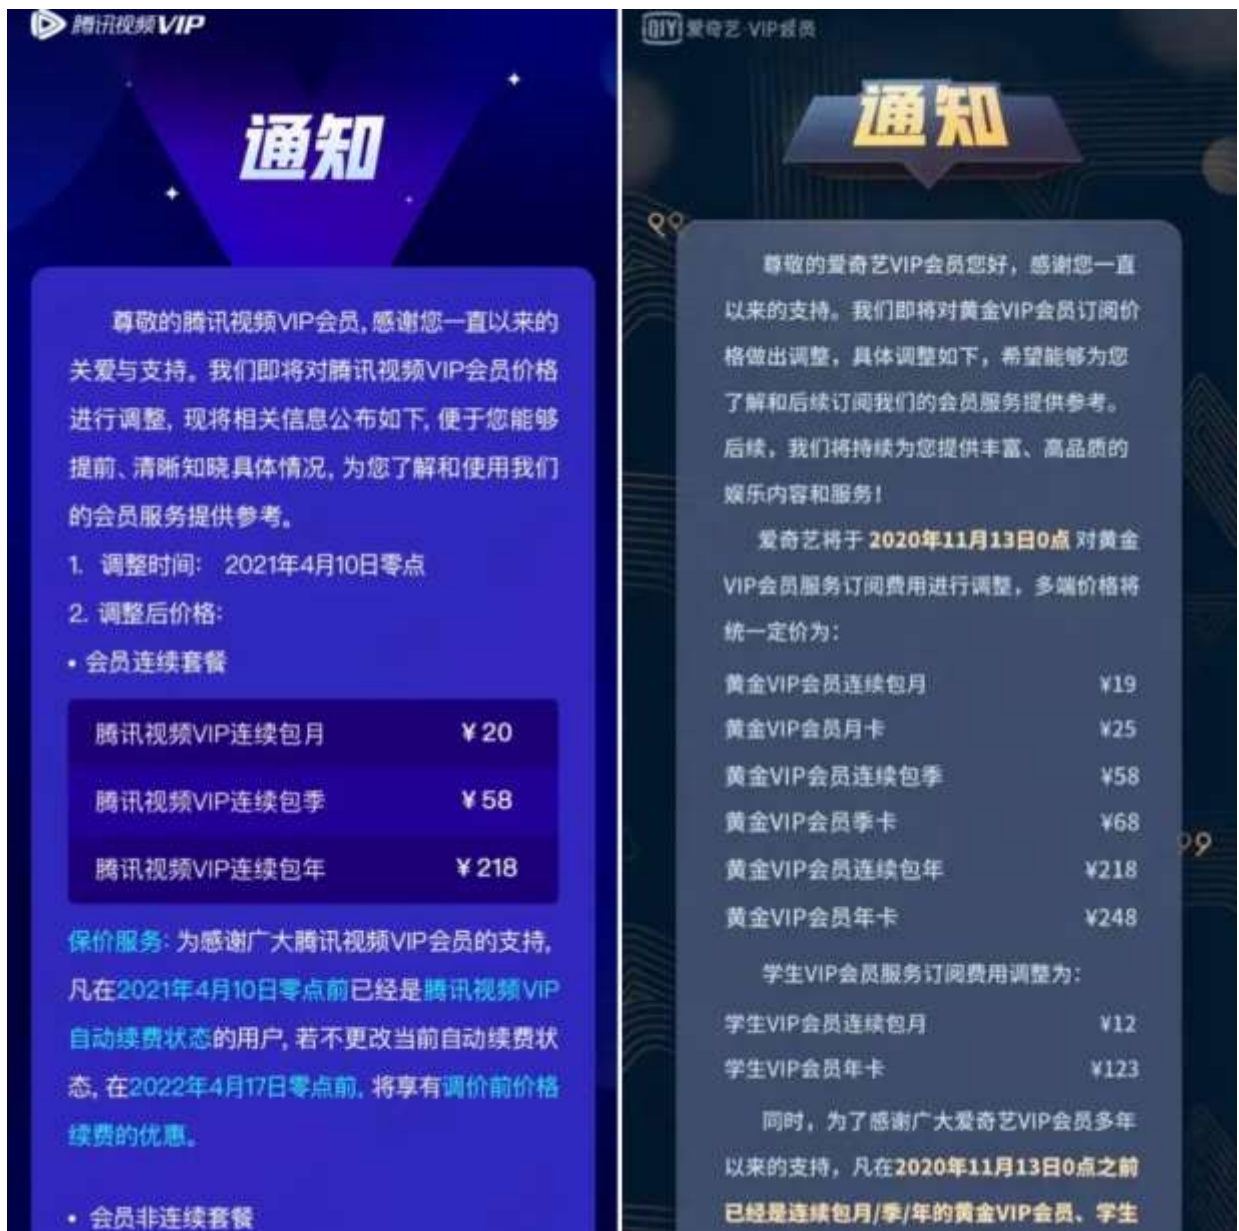 腾讯视频VIP
通知
尊敬的腾讯视频VIP会员,感谢您一直以来的
关爱与支持。我们即将对腾讯视频VIP会员价格
进行调整,现将相关信息公布如下,便于您能够
提前、清晰知晓具体情况,为您了解和使用我们
的会员服务提供参考。
1. 调整时间: 2021年4月10日零点
2. 调整后价格:
• 会员连续套餐
腾讯视频VIP连续包月 ¥20
腾讯视频VIP连续包季 ¥58
腾讯视频VIP连续包年 ¥218
保价服务:为感谢广大腾讯视频VIP会员的支持,
凡在2021年4月10日零点前已经是腾讯视频VIP
自动续费状态的用户,若不更改当前自动续费状
态,在2022年4月17日零点前,将享有调价前价格
续费的优惠。
• 会员非连续套餐
QIY 爱奇艺·VIP会员
通知
尊敬的爱奇艺VIP会员您好，感谢您一直
以来的支持。我们即将对黄金VIP会员订阅价
格做出调整，具体调整如下，希望能够为您
了解和后续订阅我们的会员服务提供参考。
后续，我们将持续为您提供丰富、高品质的
娱乐内容和服务！
爱奇艺将于2020年11月13日0点对黄金
VIP会员服务订阅费用进行调整，多端价格将
统一定价为：
黄金VIP会员连续包月 ¥19
黄金VIP会员月卡 ¥25
黄金VIP会员连续包季 ¥58
黄金VIP会员季卡 ¥68
黄金VIP会员连续包年 ¥218
黄金VIP会员年卡 ¥248
学生VIP会员服务订阅费用调整为：
学生VIP会员连续包月 ¥12
学生VIP会员年卡 ¥123
同时，为了感谢广大爱奇艺VIP会员多年
以来的支持，凡在2020年11月13日0点之前
已经是连续包月/季/年的黄金VIP会员、学生